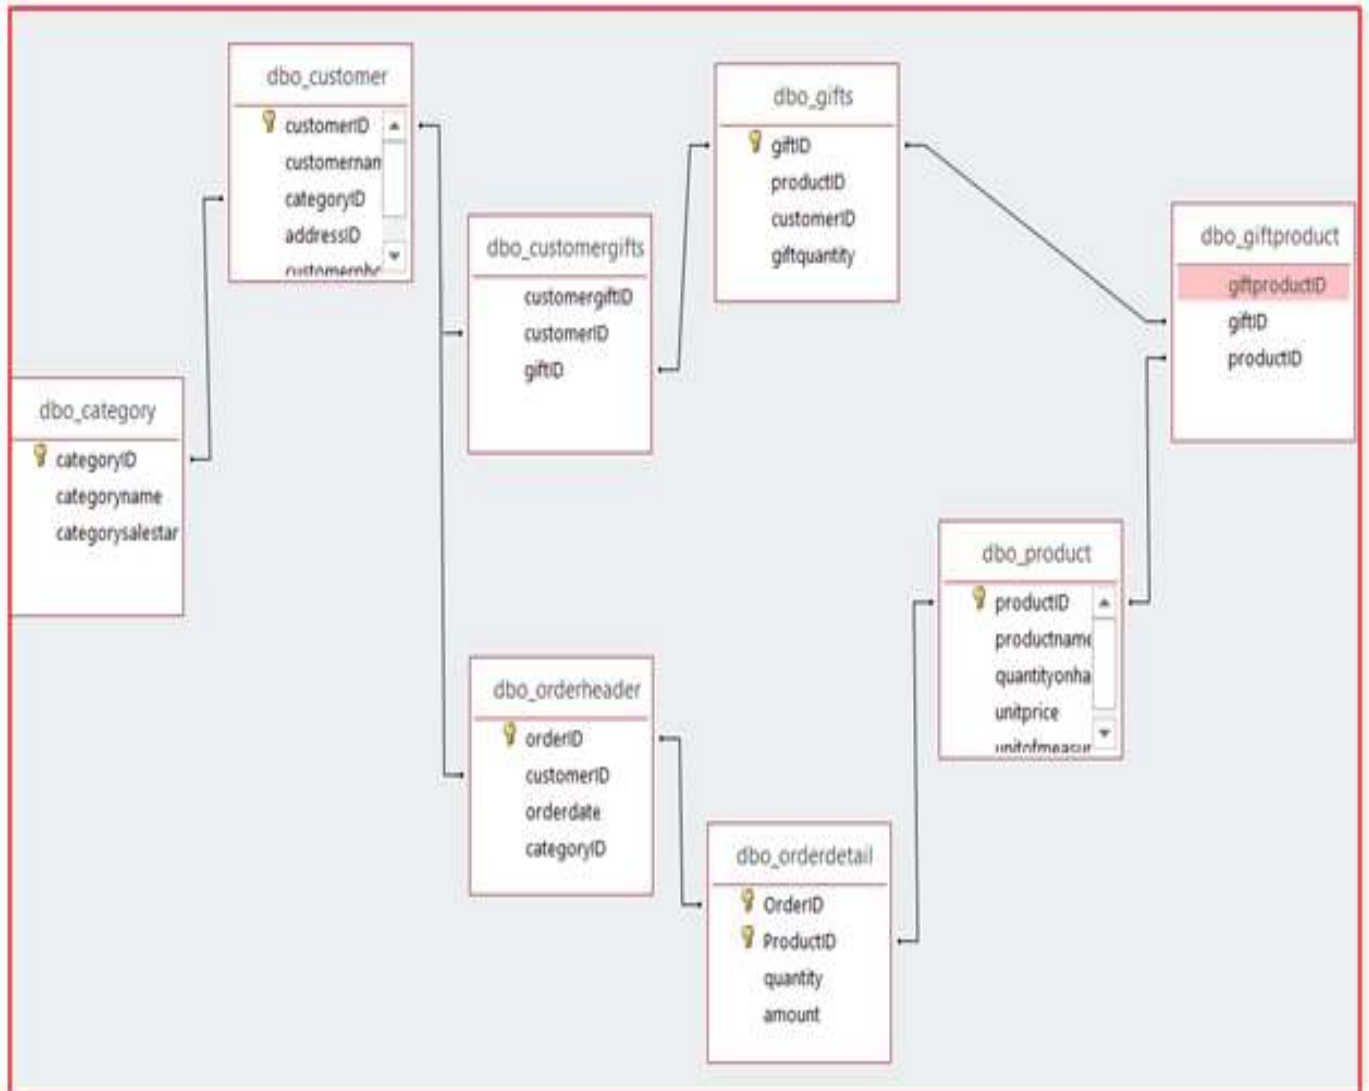 dbo_customer
customerID
customernan
categoryID
addressID
dbo_customergifts
customergiftID
customerID
giftID
dbo_gifts
giftID
productID
customerID
giftquantity
dbo_giftproduct
giftproductID
giftID
productID
dbo_category
categoryID
categoryname
categorysalestar
dbo_orderheader
orderID
customerID
orderdate
categoryID
dbo_orderdetail
OrderID
ProductID
quantity
amount
dbo_product
productID
productname
quantityonha
unitprice
unitofmeasur